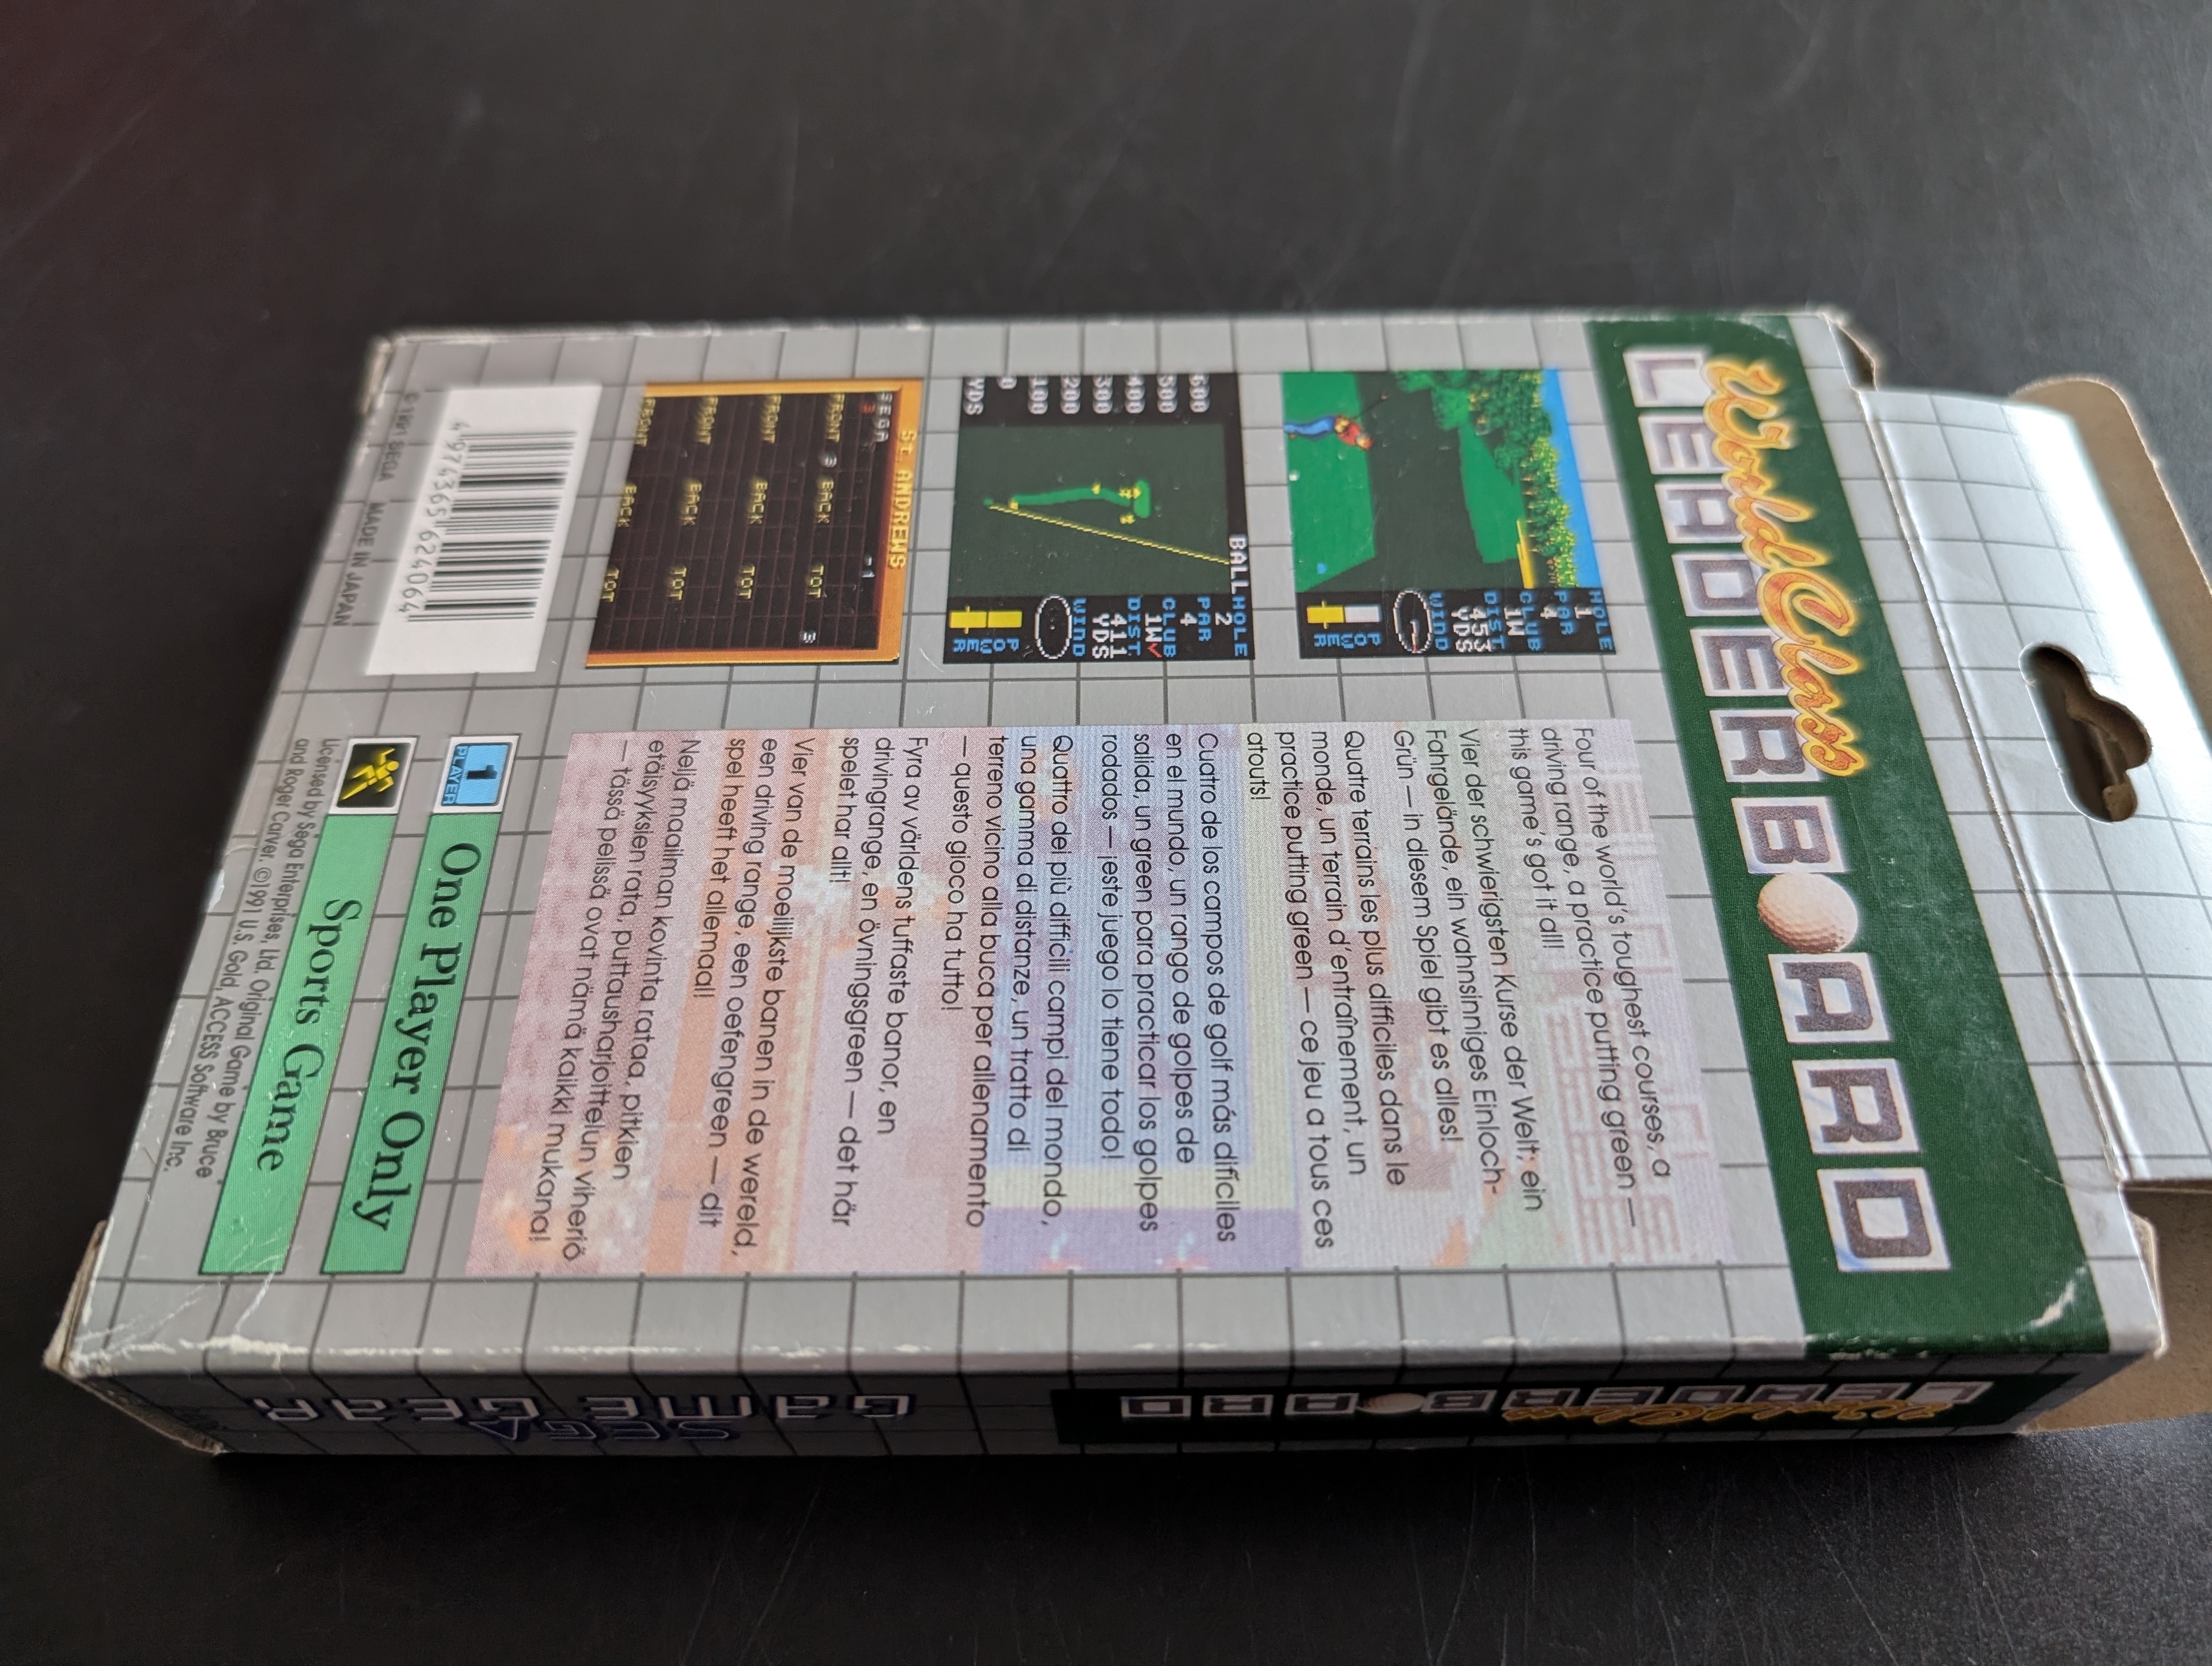 World Class
LEADERBOARD
HOLE
1
PAR
4
CLUB
1W
DIST
453
YDS
WIND
POWER
BALL
HOLE
2
PAR
4
CLUB
1W
DIST
411
YDS
WIND
POWER
600
500
400
300
200
100
0
YDS
ST. ANDREWS
SEGA -1
3 3 3
FRONT BACK TOT
FRONT BACK TOT
FRONT BACK TOT
FRONT BACK TOT
4 974365 624064
© 1991 SEGA MADE IN JAPAN
Four of the world's toughest courses, a
driving range, a practice putting green —
this game's got it all!
Vier der schwierigsten Kurse der Welt; ein
Fahrgelände, ein wahnsinniges Einloch-
Grün — in diesem Spiel gibt es alles!
Quatre terrains les plus difficiles dans le
monde, un terrain d'entraînement, un
practice putting green — ce jeu a tous ces
atouts!
Cuatro de los campos de golf más difíciles
en el mundo, un rango de golpes de
salida, un green para practicar los golpes
rodados — ¡este juego lo tiene todo!
Quattro dei più difficili campi del mondo,
una gamma di distanze, un tratto di
terreno vicino alla buca per allenamento
— questo gioco ha tutto!
Fyra av världens tuffaste banor, en
drivingrange, en övningsgreen — det här
spelet har allt!
Vier van de moeilijkste banen in de wereld,
een driving range, een oefengreen — dit
spel heeft het allemaal!
Neljä maailman kovinta rataa, pitkien
etäisyyksien rata, puttausharjoittelun viheriö
— tässä pelissä ovat nämä kaikki mukana!
1
PLAYER
One Player Only
Sports Game
Licensed by Sega Enterprises, Ltd. Original Game by Bruce
and Roger Carver. ©1991 U.S. Gold, ACCESS Software Inc.
World Class
LEADERBOARD
SEGA
GAME GEAR